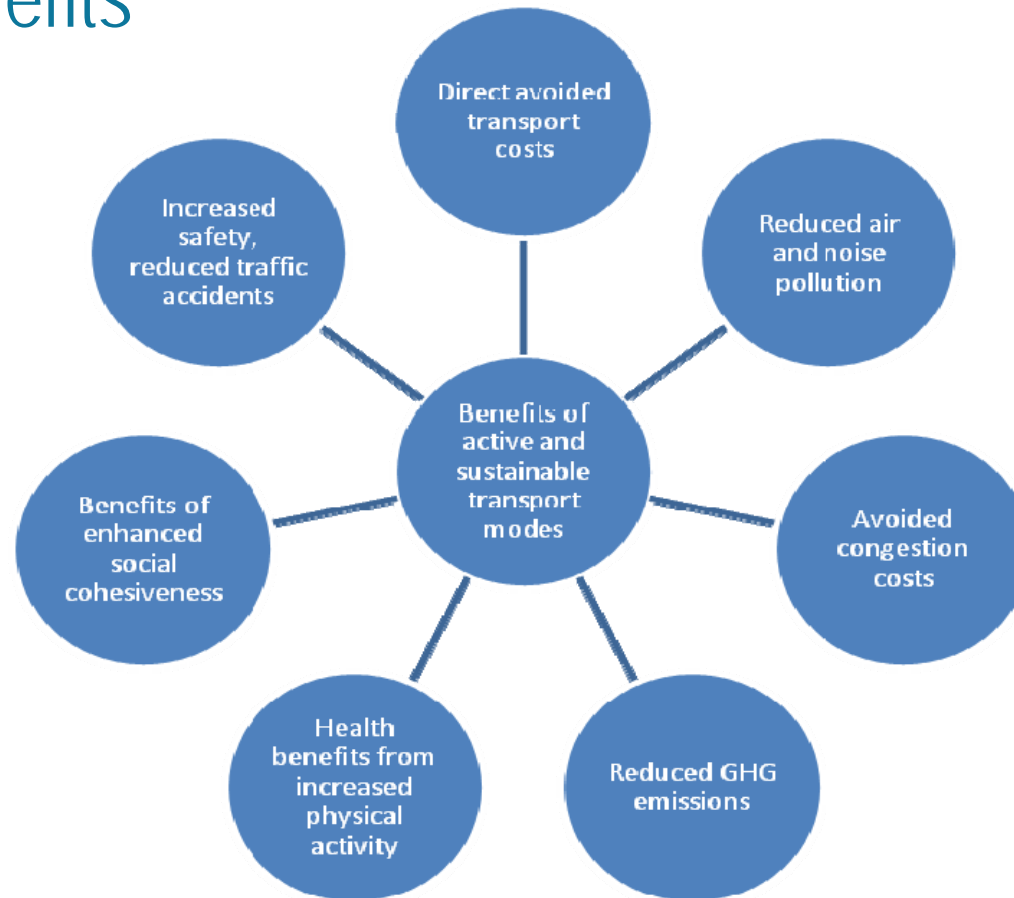 Direct avoided
transport
costs
Increased
safety,
reduced traffic
accidents
Reduced air
and noise
pollution
Benefits of
active and
sustainable
transport
modes
Benefits of
enhanced
social
cohesiveness
Avoided
congestion
costs
Health
benefits from
increased
physical
activity
Reduced GHG
emissions